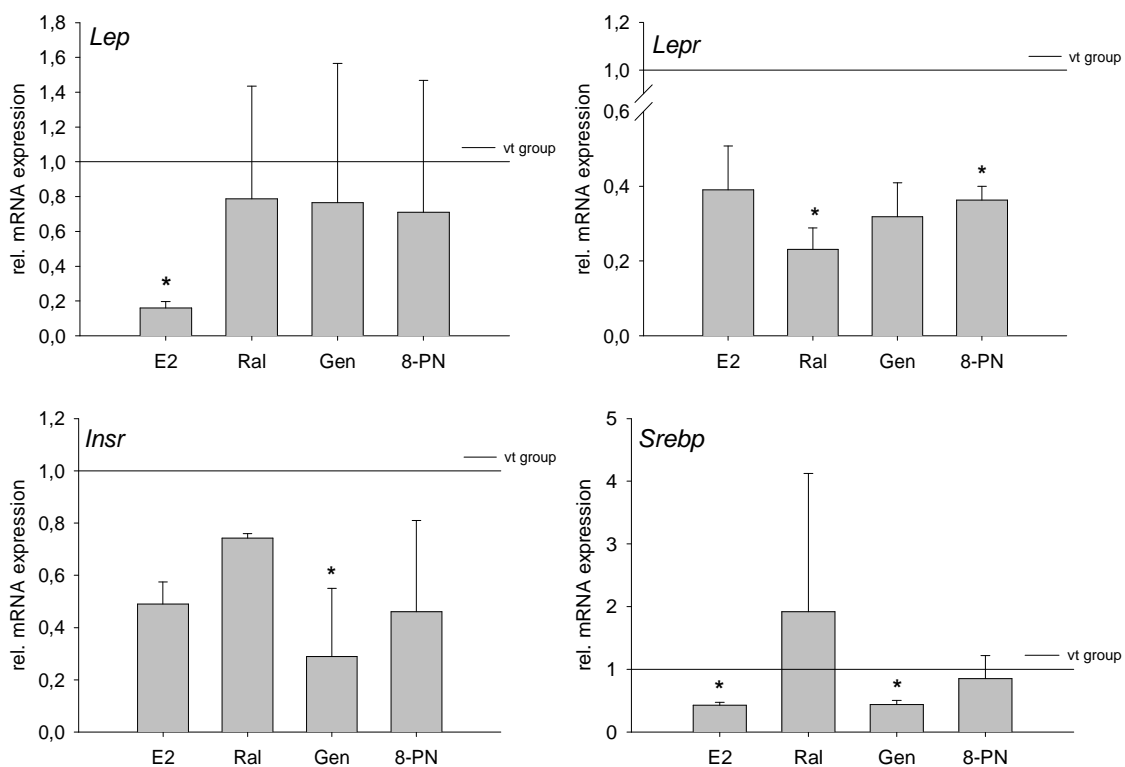 Lep
rel. mRNA expression
1,8
1,6
1,4
1,2
1,0
0,8
0,6
0,4
0,2
0,0
vt group
*
E2 Ral Gen 8-PN
Lepr
rel. mRNA expression
1,2
1,0
0,6
0,4
0,2
0,0
vt group
* *
E2 Ral Gen 8-PN
Insr
rel. mRNA expression
1,2
1,0
0,8
0,6
0,4
0,2
0,0
vt group
*
E2 Ral Gen 8-PN
Srebp
rel. mRNA expression
5
4
3
2
1
0
vt group
* *
E2 Ral Gen 8-PN